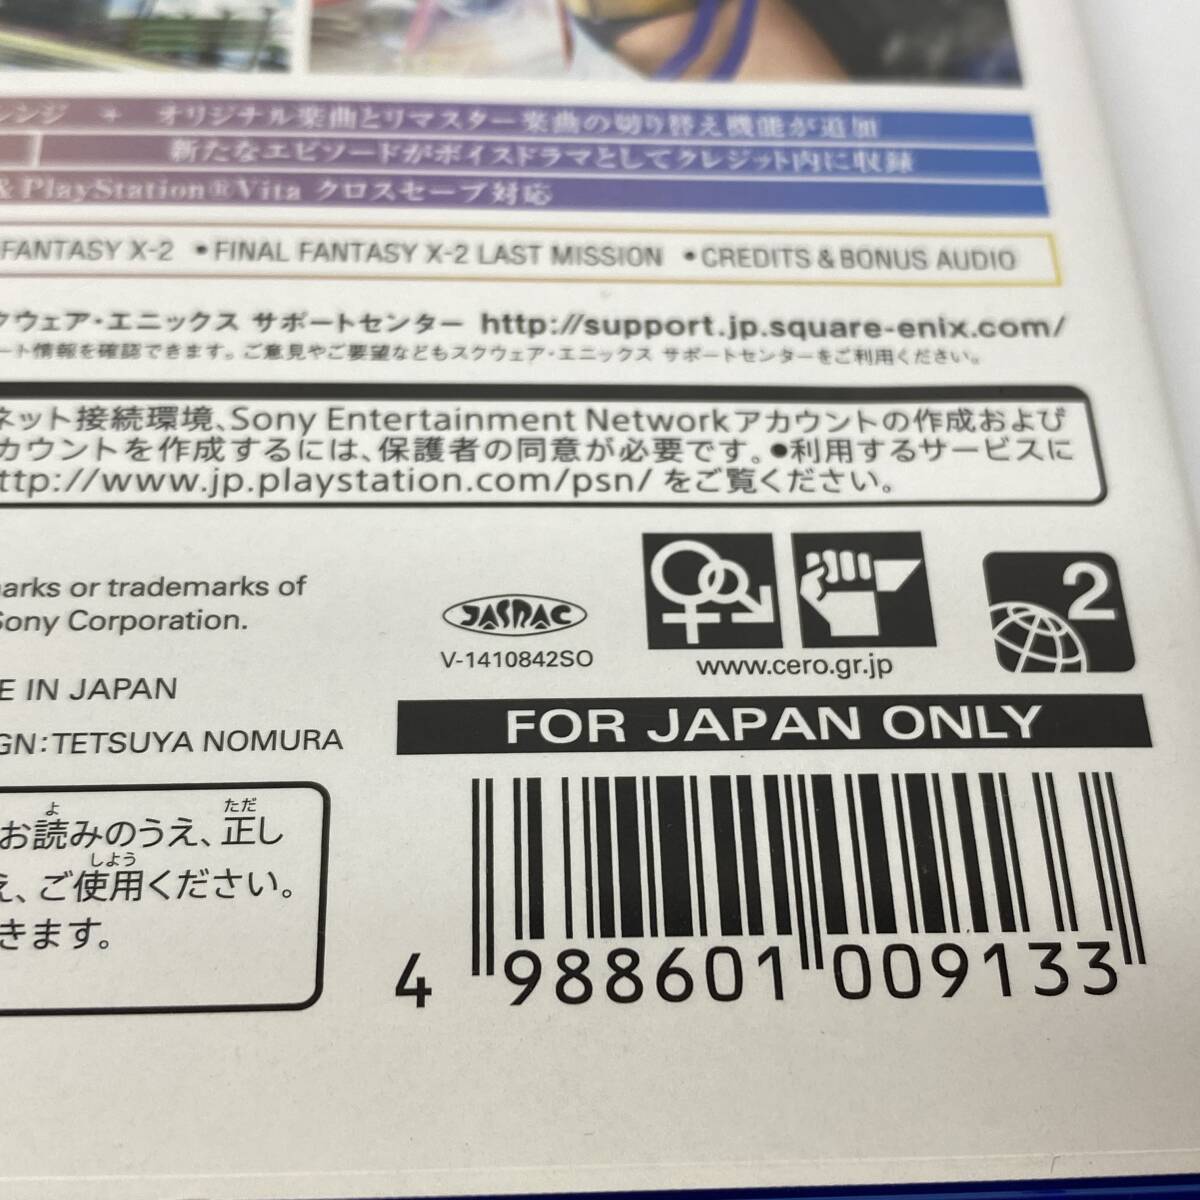 レンジ + オリジナル楽曲とリマスター楽曲の切り替え機能が追加
新たなエピソードがボイスドラマとしてクレジット内に収録
& PlayStation®Vita クロスセーブ対応
FANTASY X-2 •FINAL FANTASY X-2 LAST MISSION •CREDITS & BONUS AUDIO
クウェア・エニックス サポートセンター http://support.jp.square-enix.com/
ート情報を確認できます。ご意見やご要望などもスクウェア・エニックス サポートセンターをご利用ください。
ネット接続環境、Sony Entertainment Networkアカウントの作成および
カウントを作成するには、保護者の同意が必要です。●利用するサービスに
ttp://www.jp.playstation.com/psn/ をご覧ください。
marks or trademarks of
Sony Corporation.
JASRAC
V-1410842SO
www.cero.gr.jp
2
E IN JAPAN
GN:TETSUYA NOMURA
FOR JAPAN ONLY
お読みのうえ、正し
よ ただ
え、ご使用ください。
しよう
きます。
4 988601 009133